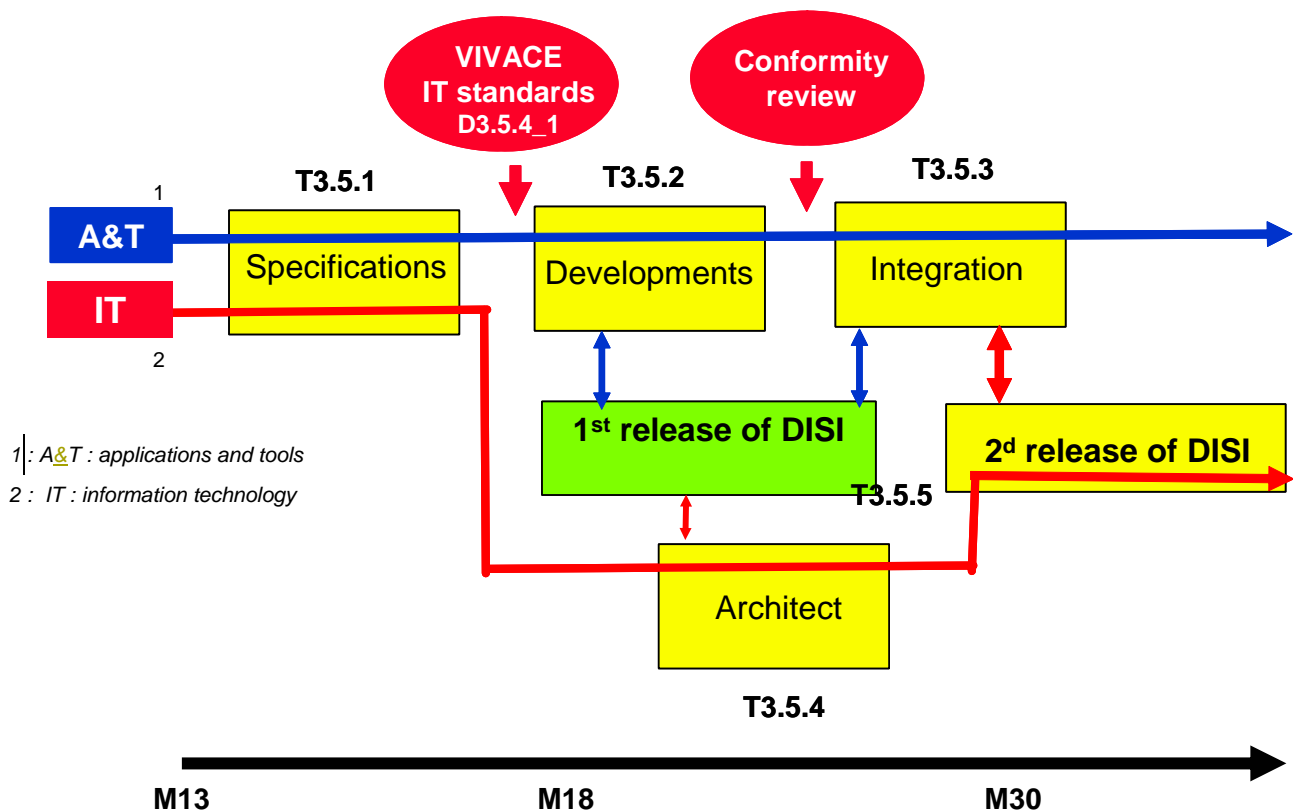 VIVACE
IT standards
D3.5.4_1
Conformity
review
T3.5.1
T3.5.2
T3.5.3
1
A&T
Specifications
Developments
Integration
IT
2
1st release of DISI
2d release of DISI
1 : A&T : applications and tools
2 : IT : information technology
T3.5.5
Architect
T3.5.4
M13
M18
M30